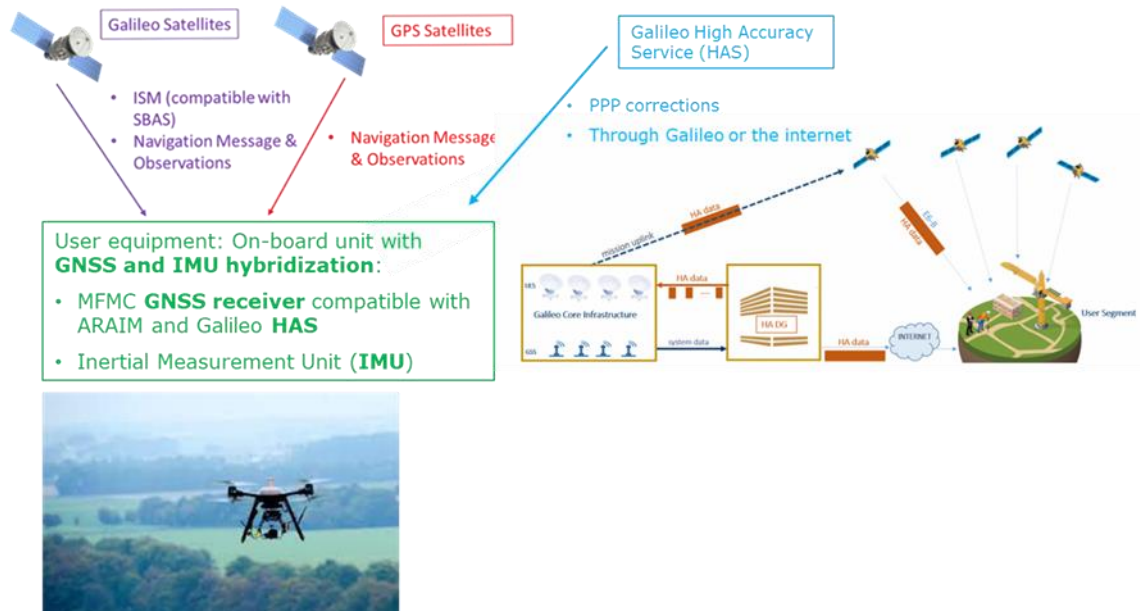 Galileo Satellites
GPS Satellites
Galileo High Accuracy
Service (HAS)
• ISM (compatible with
SBAS)
• Navigation Message &
Observations
• Navigation Message
& Observations
• PPP corrections
• Through Galileo or the internet
User equipment: On-board unit with
GNSS and IMU hybridization:
• MFMC GNSS receiver compatible with
ARAIM and Galileo HAS
• Inertial Measurement Unit (IMU)
mission uplink
HA data
E6-B
HA data
ULS
Galileo Core Infrastructure
GSS
HA data
system data
HA DG
HA data
INTERNET
User Segment